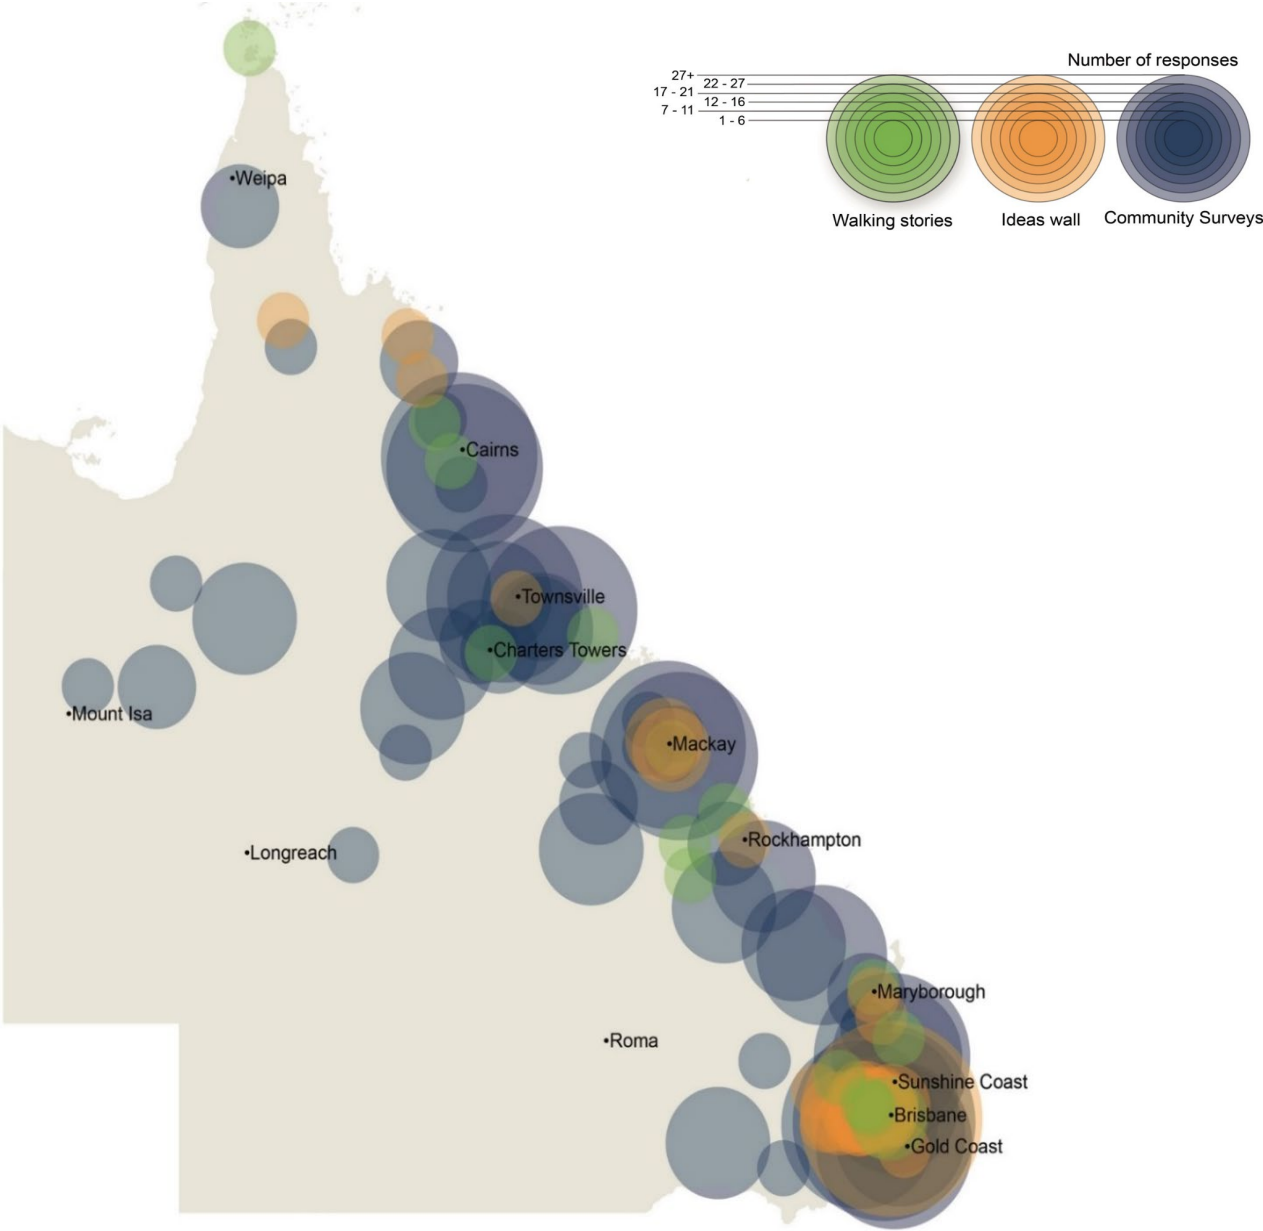 Number of responses
27+
22 - 27
17 - 21
12 - 16
7 - 11
1 - 6
Walking stories
Ideas wall
Community Surveys
•Weipa
•Cairns
•Townsville
•Charters Towers
•Mount Isa
•Mackay
•Rockhampton
•Longreach
•Maryborough
•Roma
•Sunshine Coast
•Brisbane
•Gold Coast